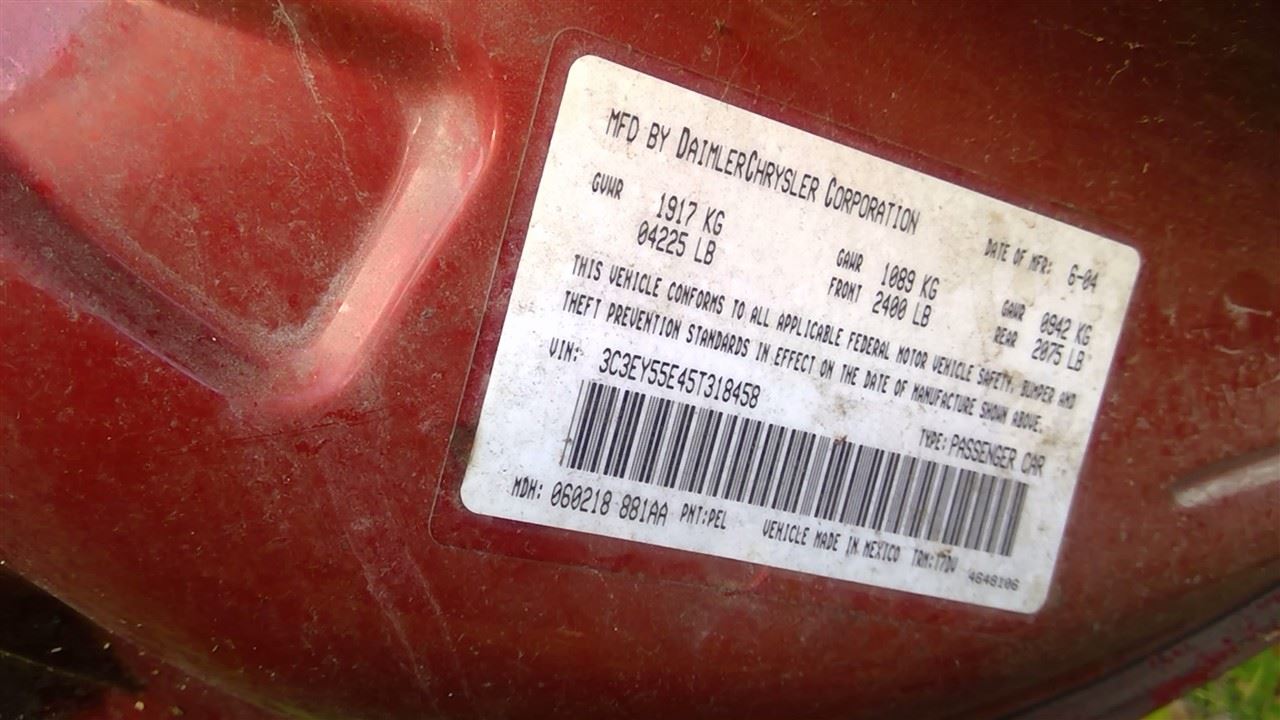 MFD BY DAIMLERCHRYSLER CORPORATION
DATE OF MFR: 6-04
GVWR 1917 KG
04225 LB
GAWR FRONT 1089 KG
2400 LB
GAWR REAR 0942 KG
2075 LB
THIS VEHICLE CONFORMS TO ALL APPLICABLE FEDERAL MOTOR VEHICLE SAFETY, BUMPER AND
THEFT PREVENTION STANDARDS IN EFFECT ON THE DATE OF MANUFACTURE SHOWN ABOVE.
VIN: 3C3EY55E45T318458
TYPE: PASSENGER CAR
MDH: 060218 881AA PNT:PEL VEHICLE MADE IN MEXICO TRM:T7DV 4648106